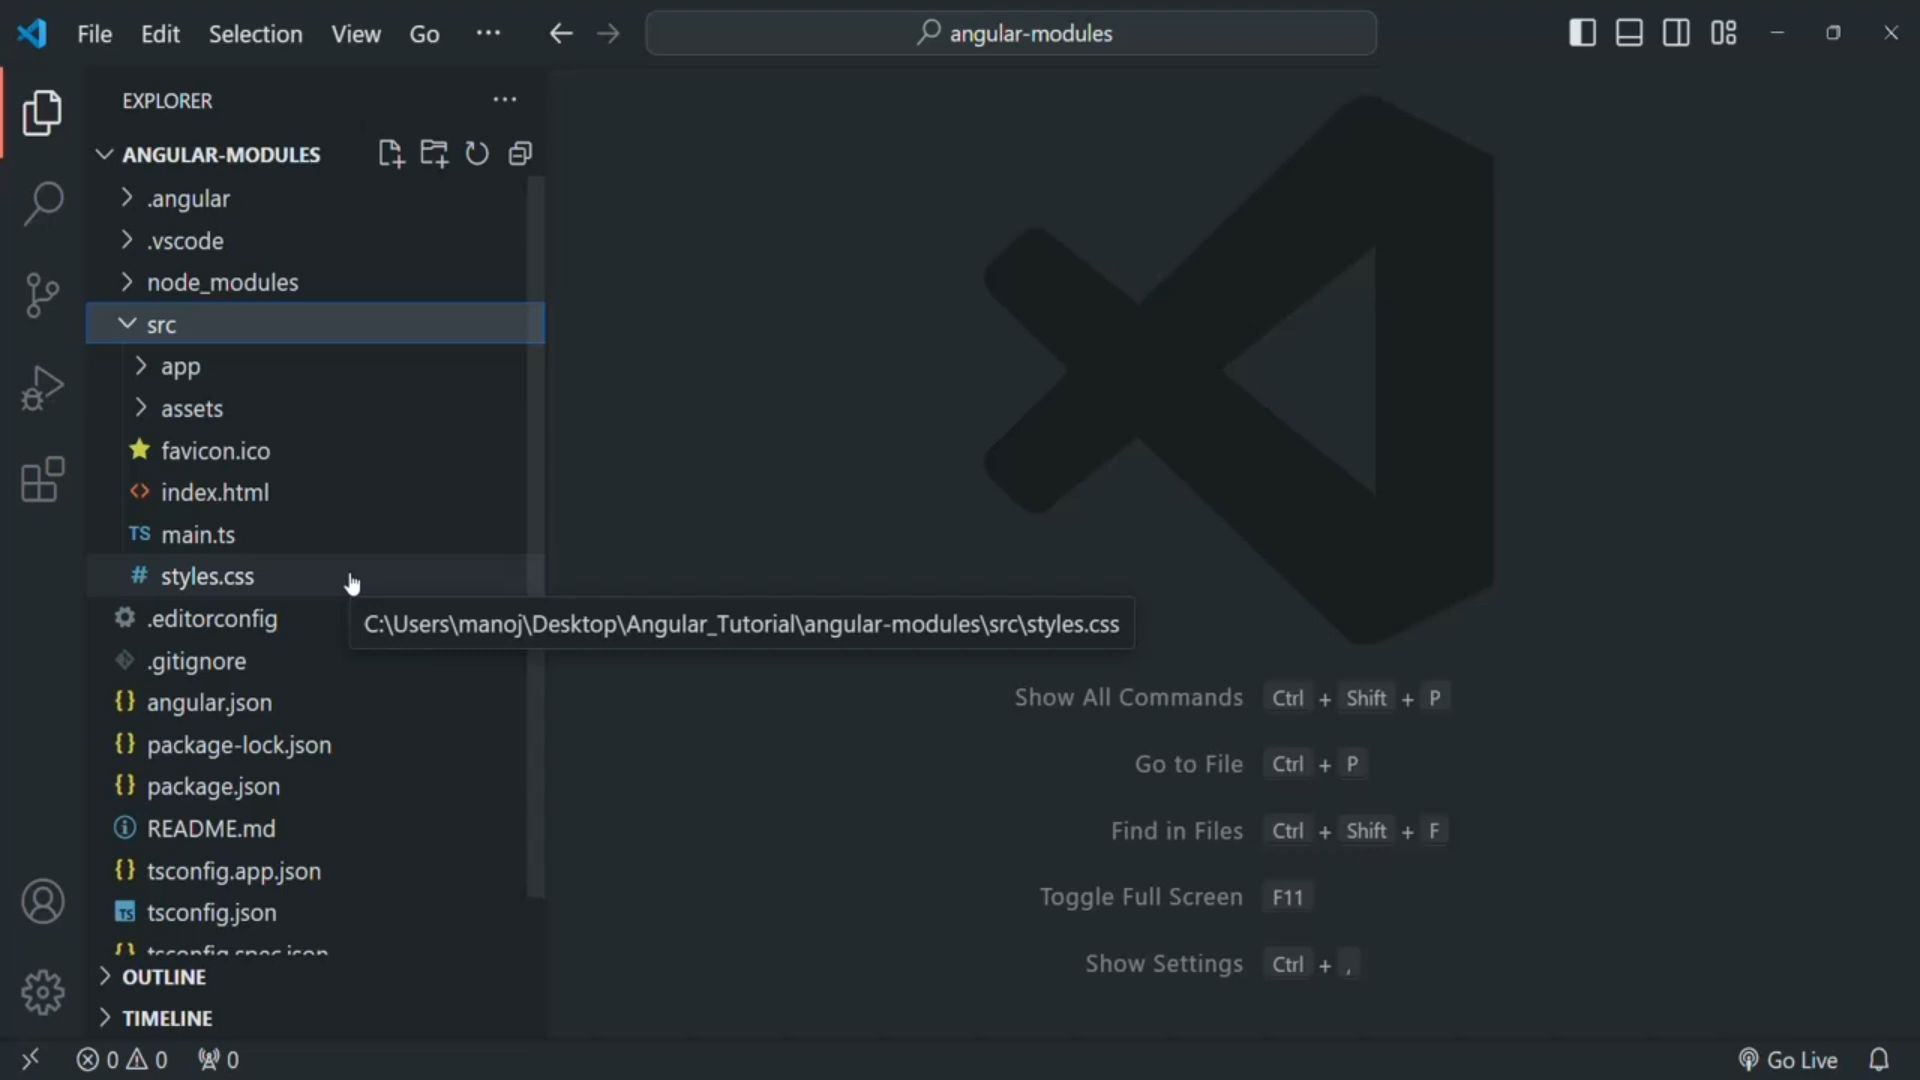 File Edit Selection View Go ··· angular-modules
EXPLORER ···
ANGULAR-MODULES
.angular
.vscode
node_modules
src
app
assets
favicon.ico
<> index.html
TS main.ts
# styles.css
.editorconfig
C:\Users\manoj\Desktop\Angular_Tutorial\angular-modules\src\styles.css
.gitignore
{} angular.json
{} package-lock.json
{} package.json
README.md
{} tsconfig.app.json
TS tsconfig.json
{} tsconfig.spec.json
OUTLINE
TIMELINE
Show All Commands Ctrl + Shift + P
Go to File Ctrl + P
Find in Files Ctrl + Shift + F
Toggle Full Screen F11
Show Settings Ctrl + ,
0 0 0 Go Live